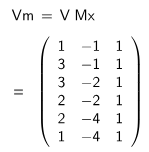 Vm = V Mx
= ( 1 −1 1
3 −1 1
3 −2 1
2 −2 1
2 −4 1
1 −4 1 )